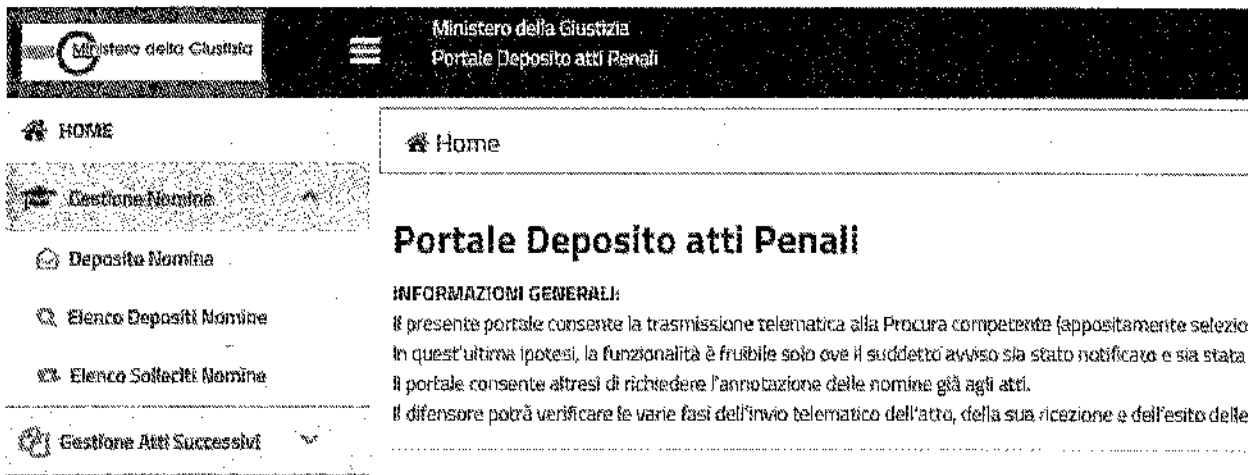 Ministero della Giustizia
Ministero della Giustizia
Portale Deposito atti Penali
HOME
Home
Gestione Nomine
Deposito Nomina
Elenco Depositi Nomine
Elenco Solleciti Nomine
Gestione Atti Successivi
Portale Deposito atti Penali
INFORMAZIONI GENERALI:
Il presente portale consente la trasmissione telematica alla Procura competente (appositamente selezio
In quest'ultima ipotesi, la funzionalità è fruibile solo ove il suddetto avviso sia stato notificato e sia stata
Il portale consente altresì di richiedere l'annotazione delle nomine già agli atti.
Il difensore potrà verificare le varie fasi dell'invio telematico dell'atto, della sua ricezione e dell'esito delle